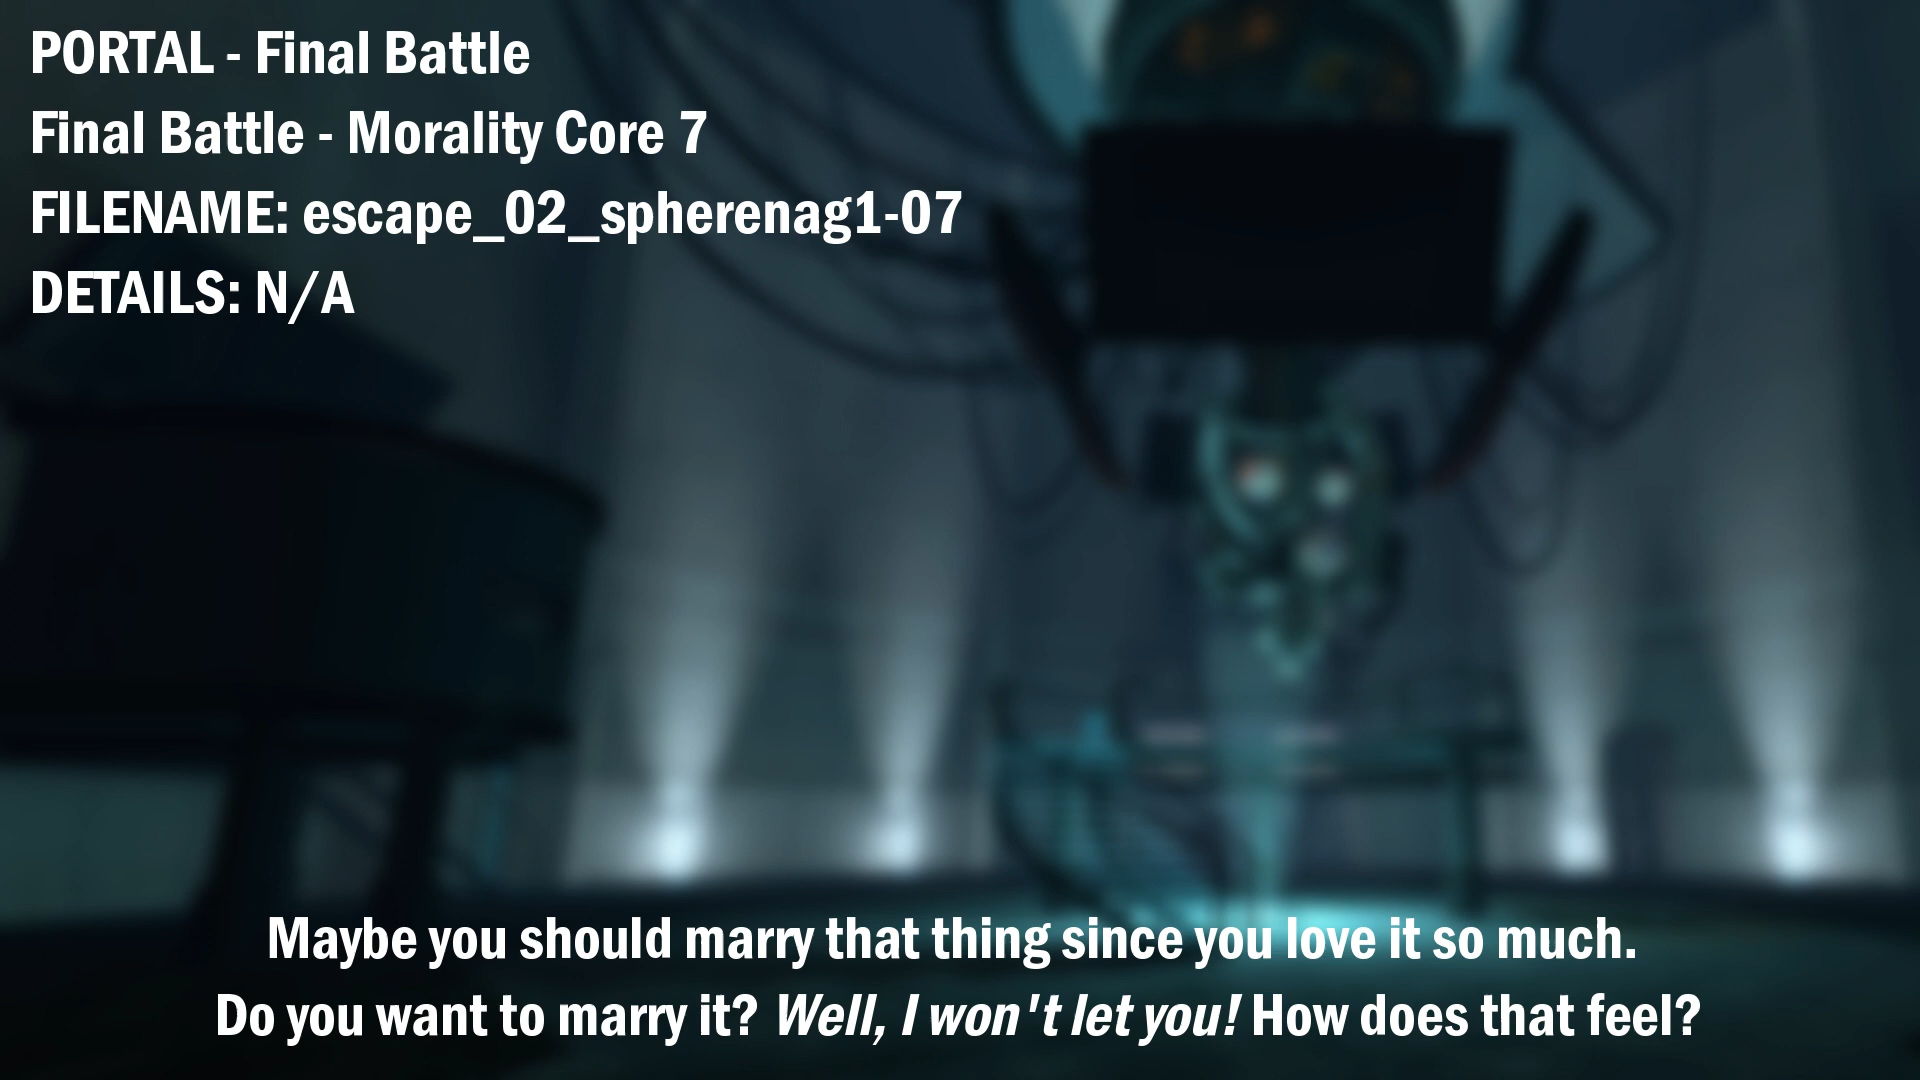 PORTAL - Final Battle
Final Battle - Morality Core 7
FILENAME: escape_02_spherenag1-07
DETAILS: N/A
Maybe you should marry that thing since you love it so much.
Do you want to marry it? Well, I won't let you! How does that feel?